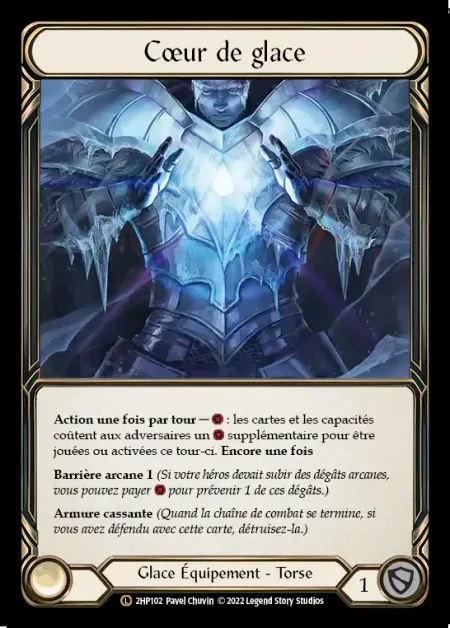 Cœur de glace
Action une fois par tour — : les cartes et les capacités
coûtent aux adversaires un supplémentaire pour être
jouées ou activées ce tour-ci. Encore une fois
Barrière arcane 1 (Si votre héros devait subir des dégâts arcanes,
vous pouvez payer pour prévenir 1 de ces dégâts.)
Armure cassante (Quand la chaîne de combat se termine, si
vous avez défendu avec cette carte, détruisez-la.)
Glace Équipement - Torse
1
L 2HP102 Pavel Chuvin © 2022 Legend Story Studios